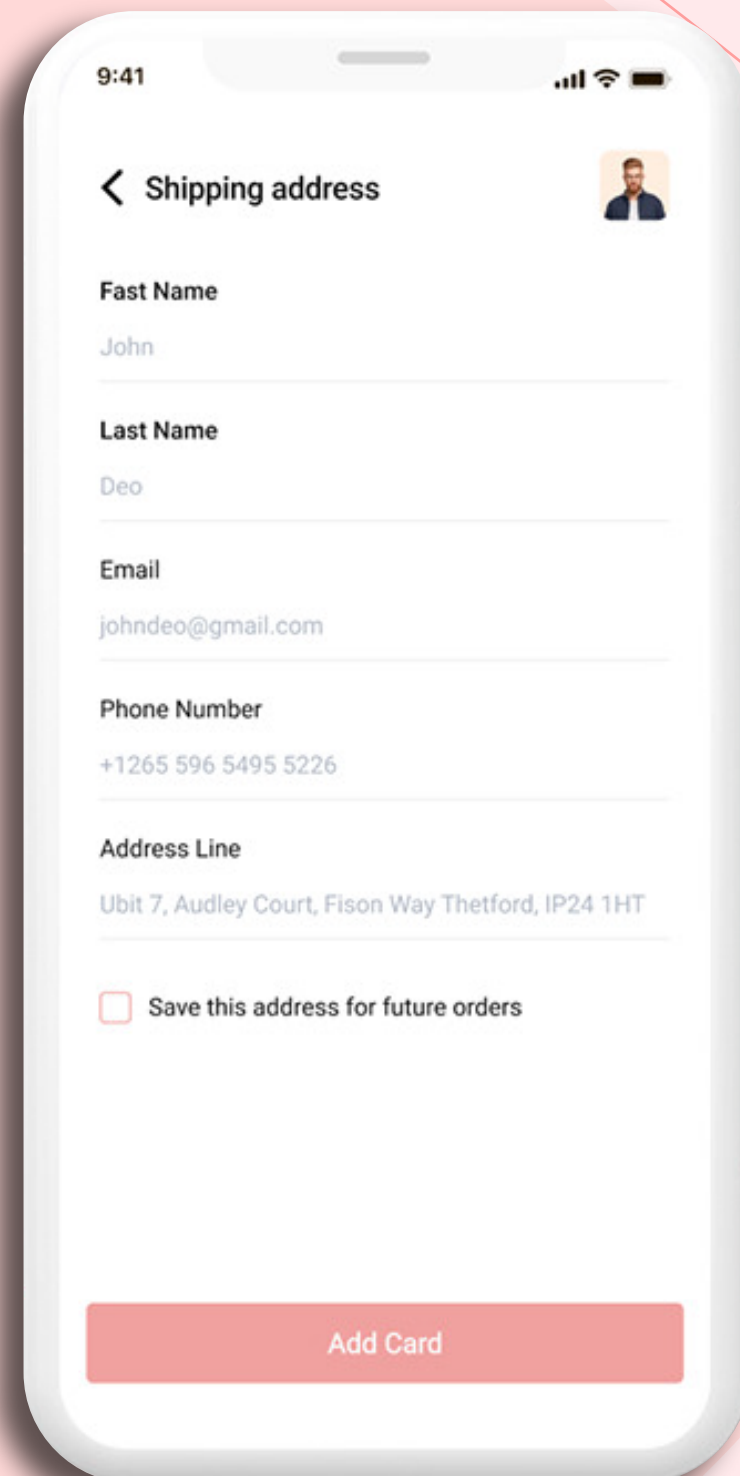 9:41
Shipping address
Fast Name
John
Last Name
Deo
Email
johndeo@gmail.com
Phone Number
+1265 596 5495 5226
Address Line
Ubit 7, Audley Court, Fison Way Thetford, IP24 1HT
Save this address for future orders
Add Card